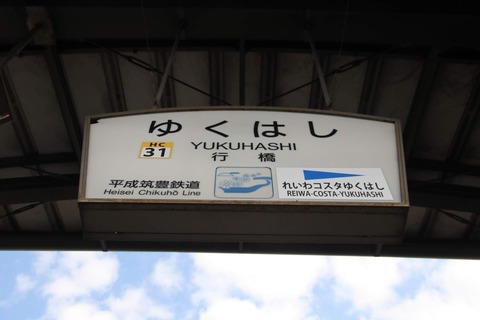 ゆくはし
HC
31
YUKUHASHI
行橋
平成筑豊鉄道
Heisei Chikuhō Line
れいわコスタゆくはし
REIWA-COSTA-YUKUHASHI